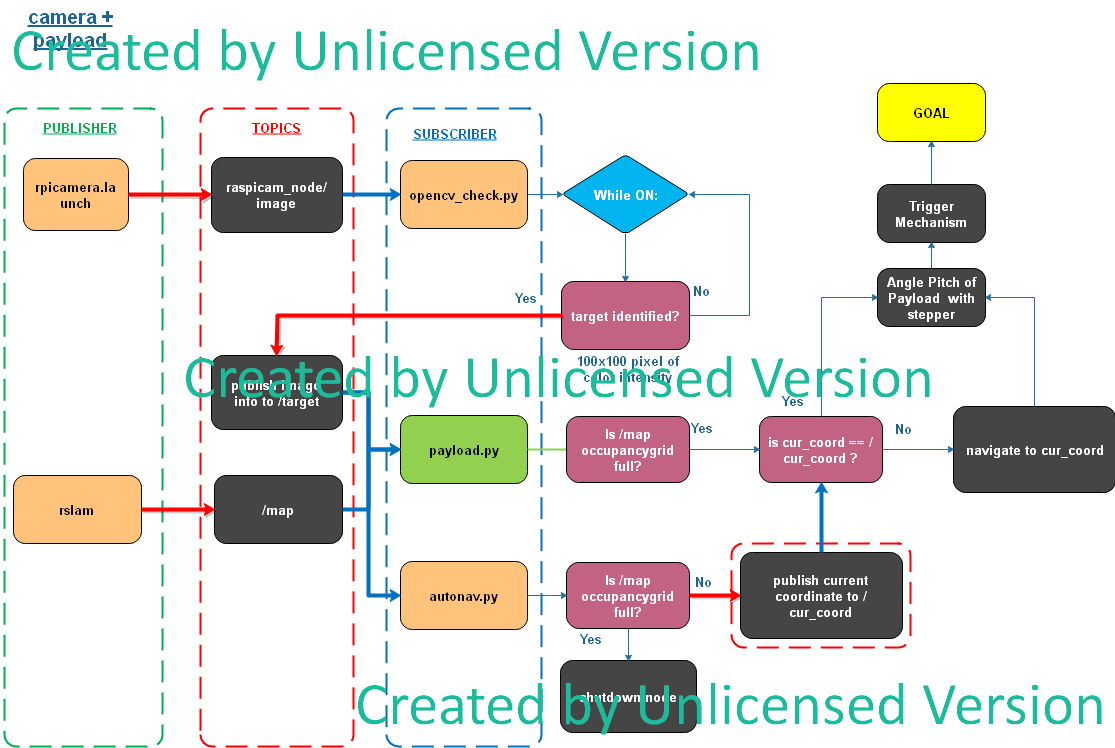 camera +
payload
Created by Unlicensed Version
PUBLISHER
TOPICS
SUBSCRIBER
GOAL
rpicamera.la
unch
raspicam_node/
image
opencv_check.py
While ON:
Trigger
Mechanism
Angle Pitch of
Payload with
stepper
Yes
target identified?
No
100x100 pixel of
color intensity
Created by Unlicensed Version
publish image
info to /target
payload.py
Is /map
occupancygrid
full?
Yes
Yes
is cur_coord == /
cur_coord ?
No
navigate to cur_coord
rslam
/map
autonav.py
Is /map
occupancygrid
full?
No
publish current
coordinate to /
cur_coord
Yes
shutdown node
Created by Unlicensed Version